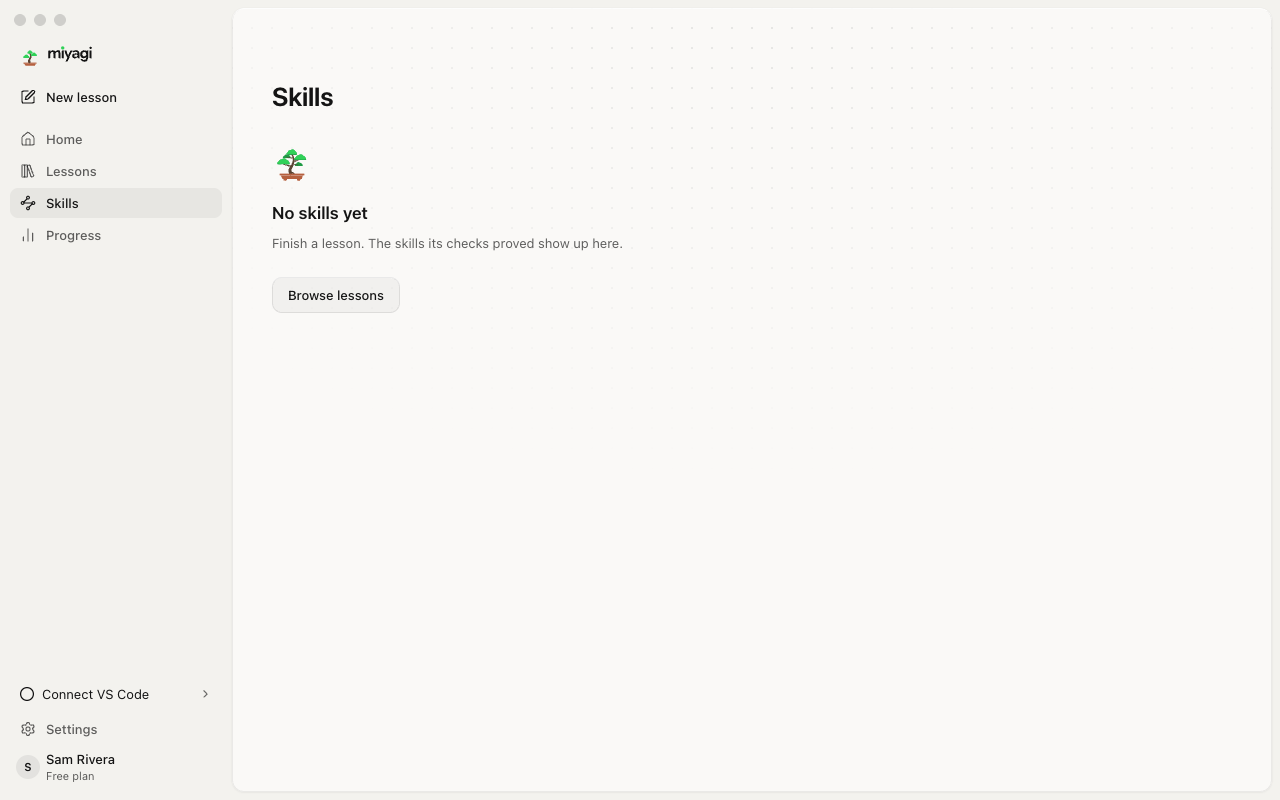 miyagi
New lesson
Home
Lessons
Skills
Progress
Connect VS Code
Settings
S
Sam Rivera
Free plan
Skills
No skills yet
Finish a lesson. The skills its checks proved show up here.
Browse lessons